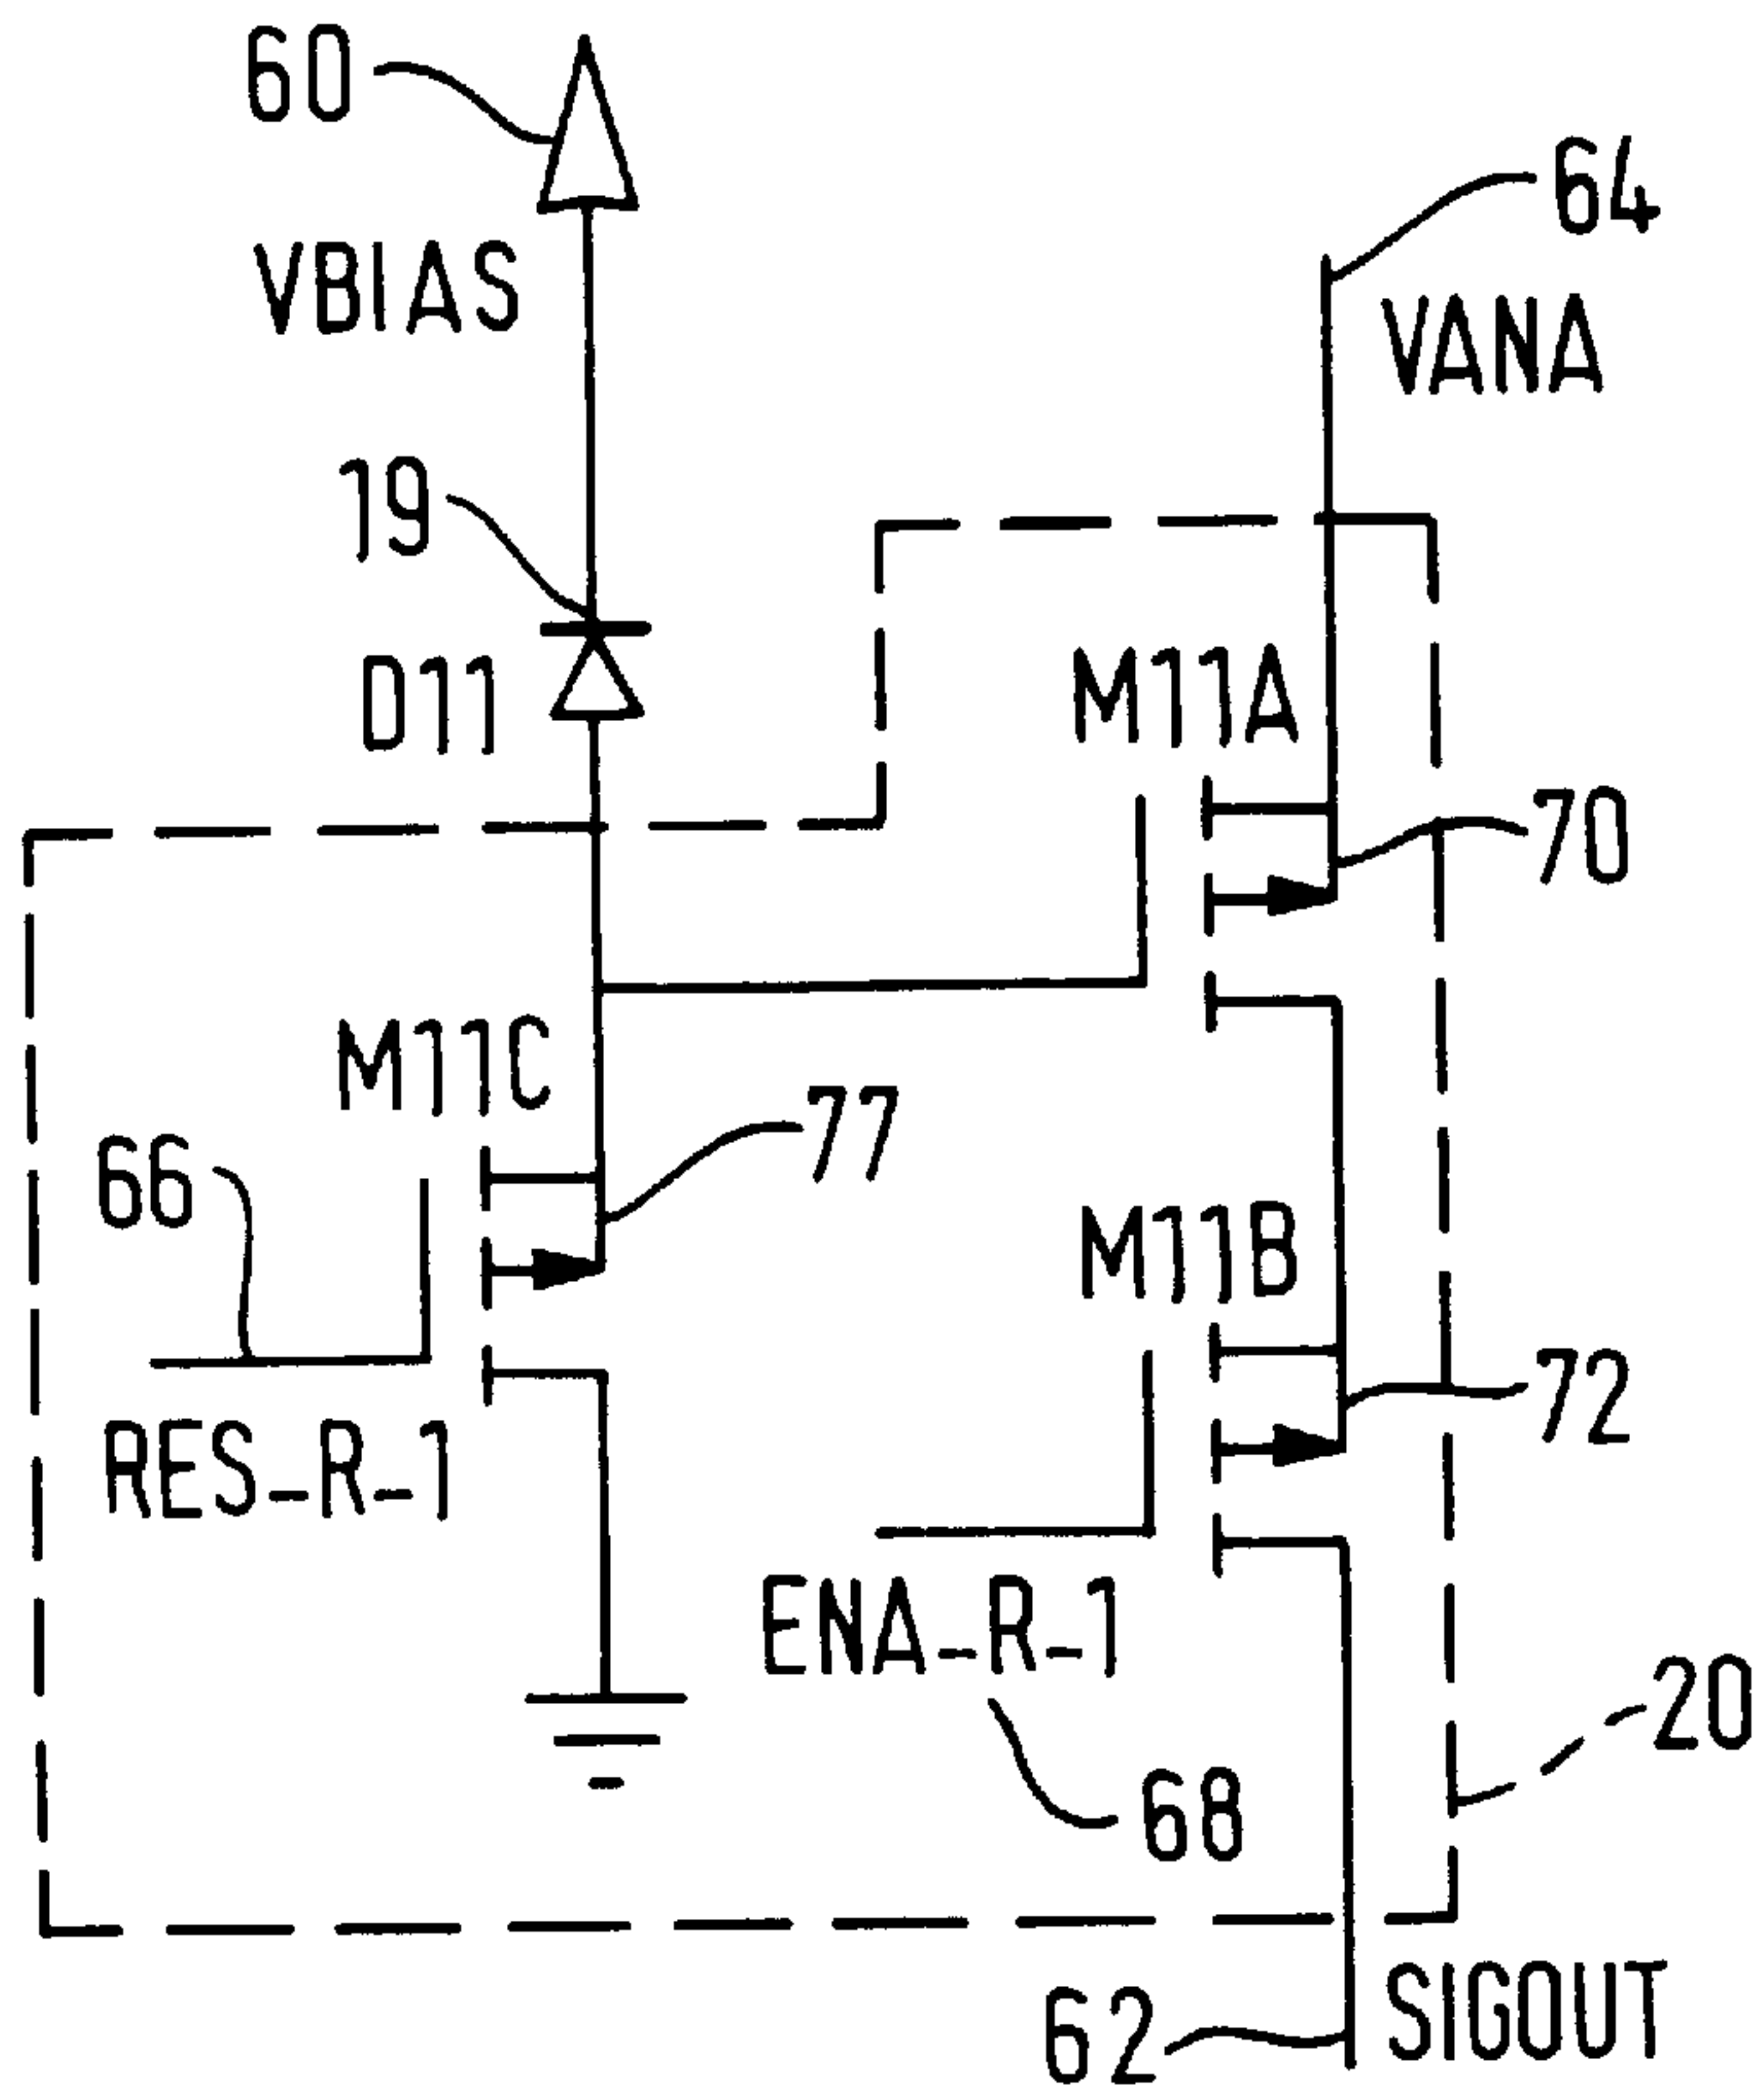 60
64
VBIAS
VANA
19
D11
M11A
70
M11C
77
66
M11B
72
RES-R-1
ENA-R-1
20
68
SIGOUT
62